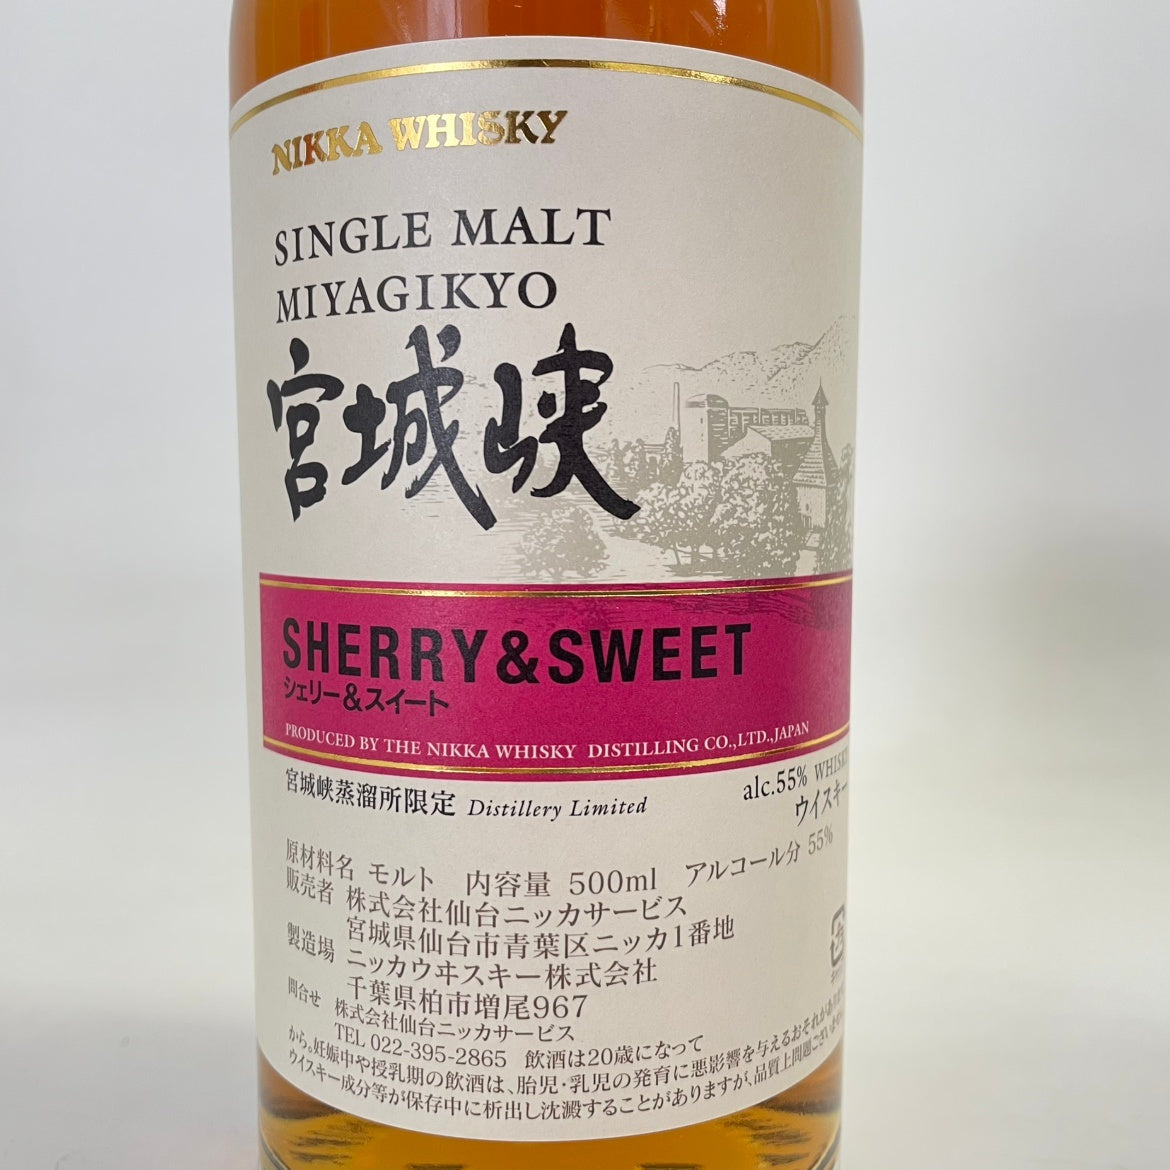 NIKKA WHISKY
SINGLE MALT
MIYAGIKYO
宮城峡
SHERRY&SWEET
シェリー&スイート
PRODUCED BY THE NIKKA WHISKY DISTILLING CO.,LTD.,JAPAN
宮城峡蒸溜所限定 Distillery Limited
alc.55% WHISKY
ウイスキー
原材料名 モルト 内容量 500ml アルコール分 55%
販売者 株式会社仙台ニッカサービス
宮城県仙台市青葉区ニッカ1番地
製造場 ニッカウヰスキー株式会社
千葉県柏市増尾967
問合せ 株式会社仙台ニッカサービス
TEL 022-395-2865 飲酒は20歳になって
から。妊娠中や授乳期の飲酒は、胎児・乳児の発育に悪影響を与えるおそれがあります
ウイスキー成分等が保存中に析出し沈澱することがありますが、品質上問題ございません